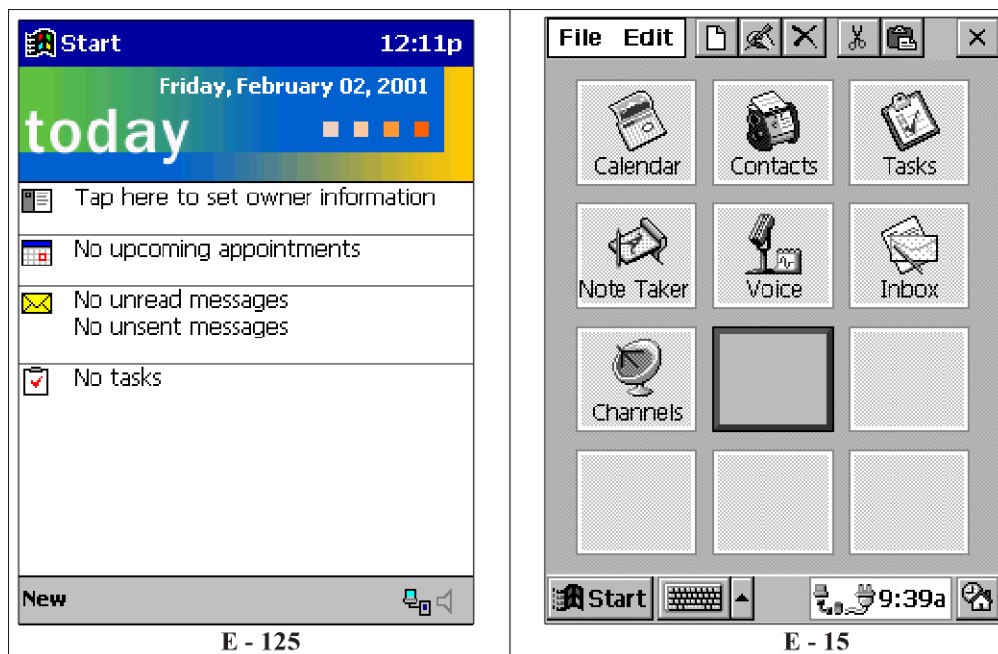 Start 12:11p
Friday, February 02, 2001
today
Tap here to set owner information
No upcoming appointments
No unread messages
No unsent messages
No tasks
New
E - 125
File Edit
Calendar Contacts Tasks
Note Taker Voice Inbox
Channels
Start 9:39a
E - 15